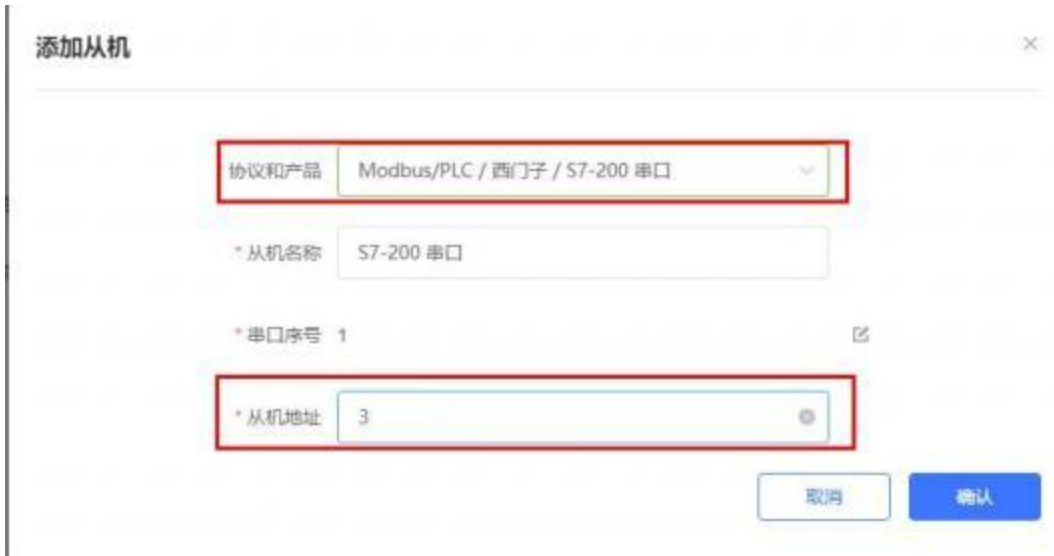 添加从机
协议和产品 Modbus/PLC / 西门子 / S7-200 串口
* 从机名称 S7-200 串口
* 串口序号 1
* 从机地址 3
取消 确认